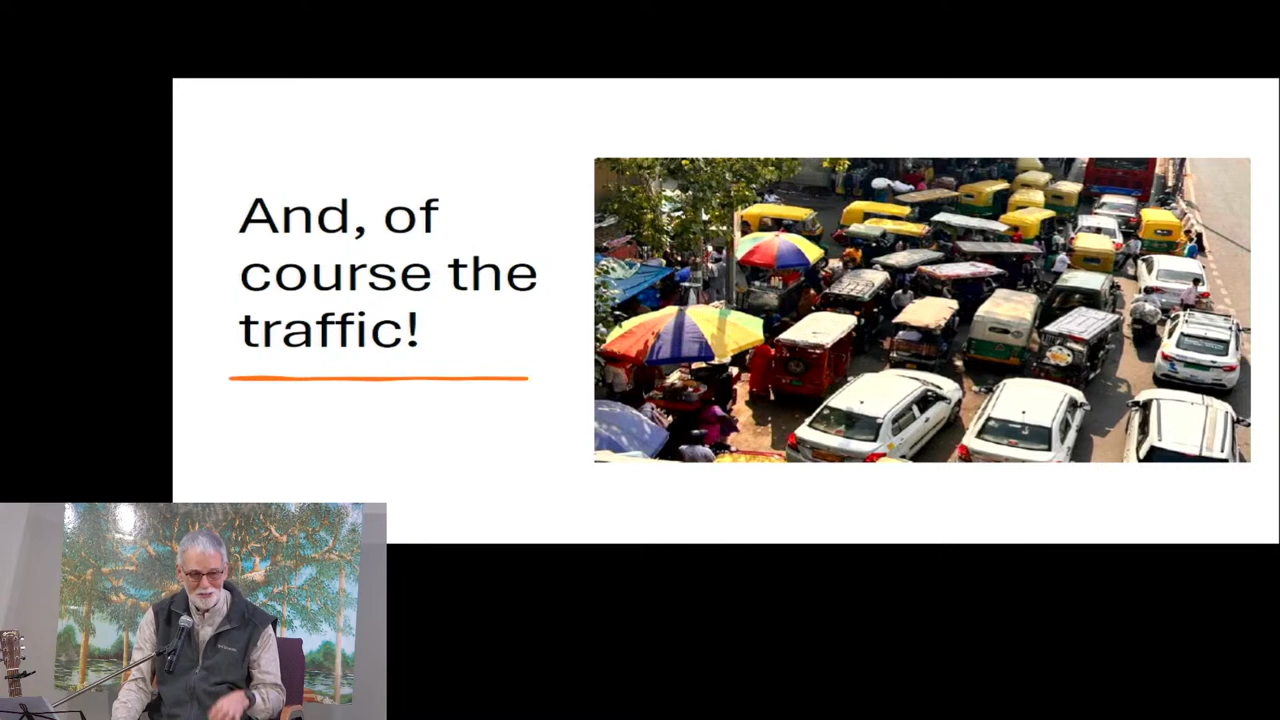 And, of
course the
traffic!